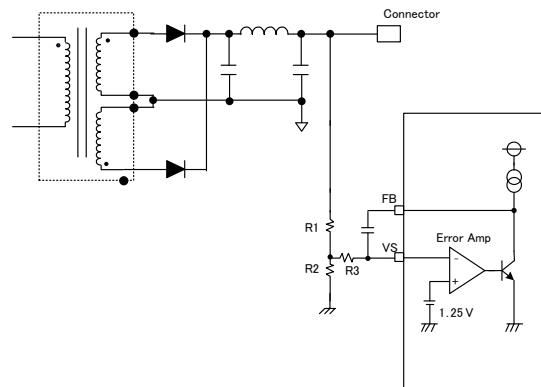 Connector
FB
R1
Error Amp
VS
R2
R3
-
+
1.25 V